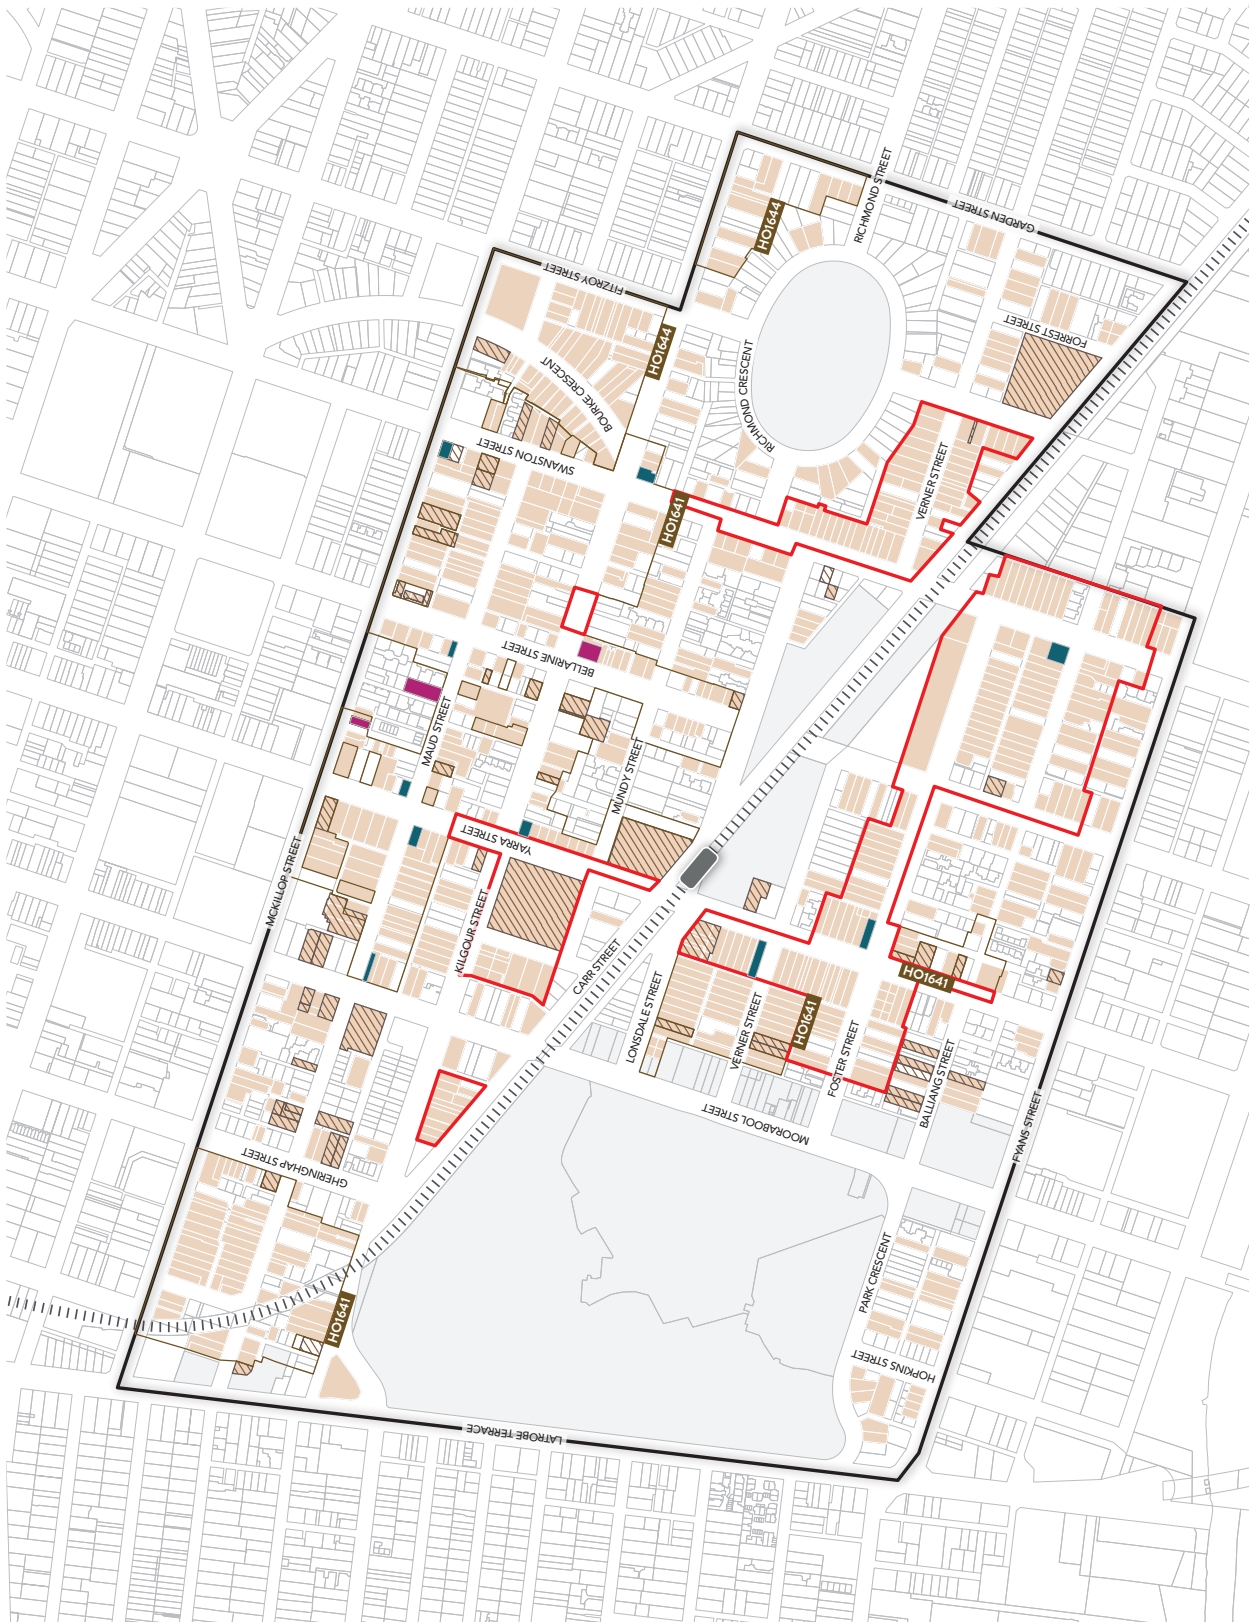 RICHMOND STREET
GARDEN STREET
HO1644
FITZROY STREET
FORREST STREET
HO1644
RICHMOND CRESCENT
BOURKE CRESCENT
SWANSTON STREET
VERNER STREET
HO1641
BELLARINE STREET
MAUD STREET
MUNDY STREET
YARRA STREET
MCKILLOP STREET
KILGOUR STREET
CARR STREET
HO1641
LONSDALE STREET
VERNER STREET
HO1641
FOSTER STREET
BALLIANG STREET
MOORABOOL STREET
FYANS STREET
GHERINGHAP STREET
PARK CRESCENT
HO1641
HOPKINS STREET
LATROBE TERRACE